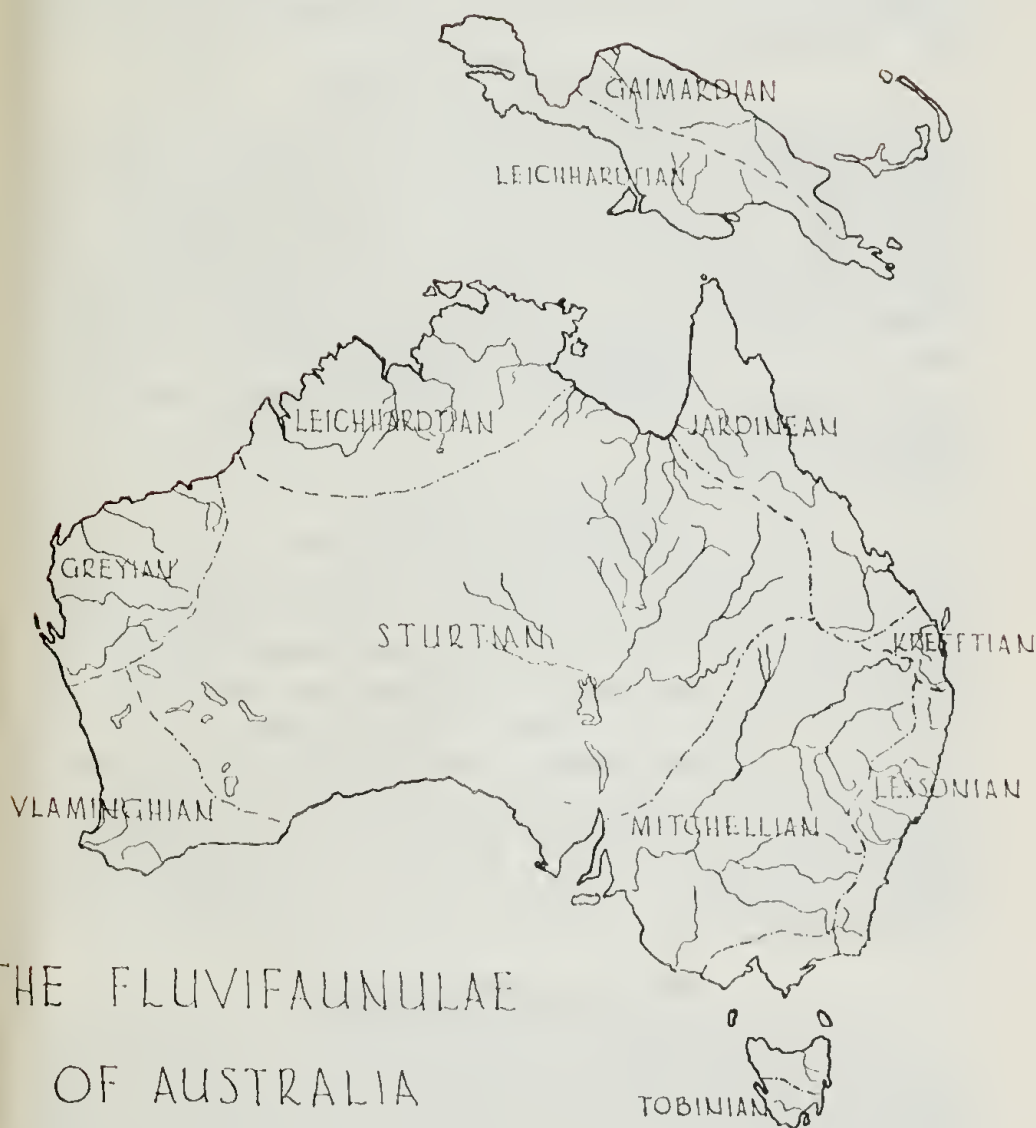 GAIMARDIAN
LEICHHARDTIAN
LEICHHARDTIAN
JARDINEAN
GREYIAN
STURTIAN
KREFFTIAN
LESSONIAN
VLAMINGHIAN
MITCHELLIAN
THE FLUVIFAUNULAE
OF AUSTRALIA
TOBINIAN